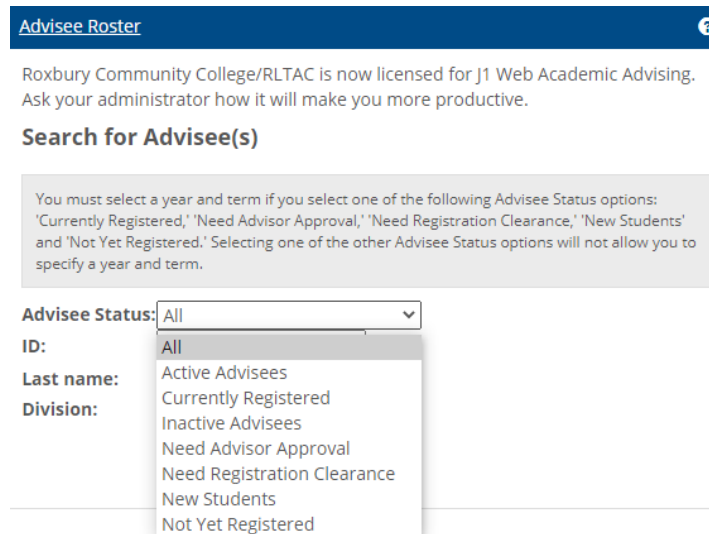 Advisee Roster
Roxbury Community College/RLTAC is now licensed for J1 Web Academic Advising.
Ask your administrator how it will make you more productive.
Search for Advisee(s)
You must select a year and term if you select one of the following Advisee Status options:
'Currently Registered,' 'Need Advisor Approval,' 'Need Registration Clearance,' 'New Students'
and 'Not Yet Registered.' Selecting one of the other Advisee Status options will not allow you to
specify a year and term.
Advisee Status: All
ID:
All
Active Advisees
Last name:
Currently Registered
Division:
Inactive Advisees
Need Advisor Approval
Need Registration Clearance
New Students
Not Yet Registered